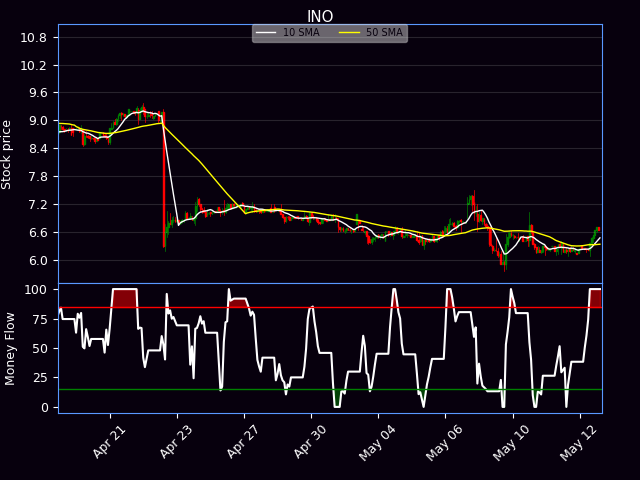 INO
10 SMA
50 SMA
Stock price
10.8
10.2
9.6
9.0
8.4
7.8
7.2
6.6
6.0
Money Flow
100
75
50
25
0
Apr 21
Apr 23
Apr 27
Apr 30
May 04
May 06
May 10
May 12